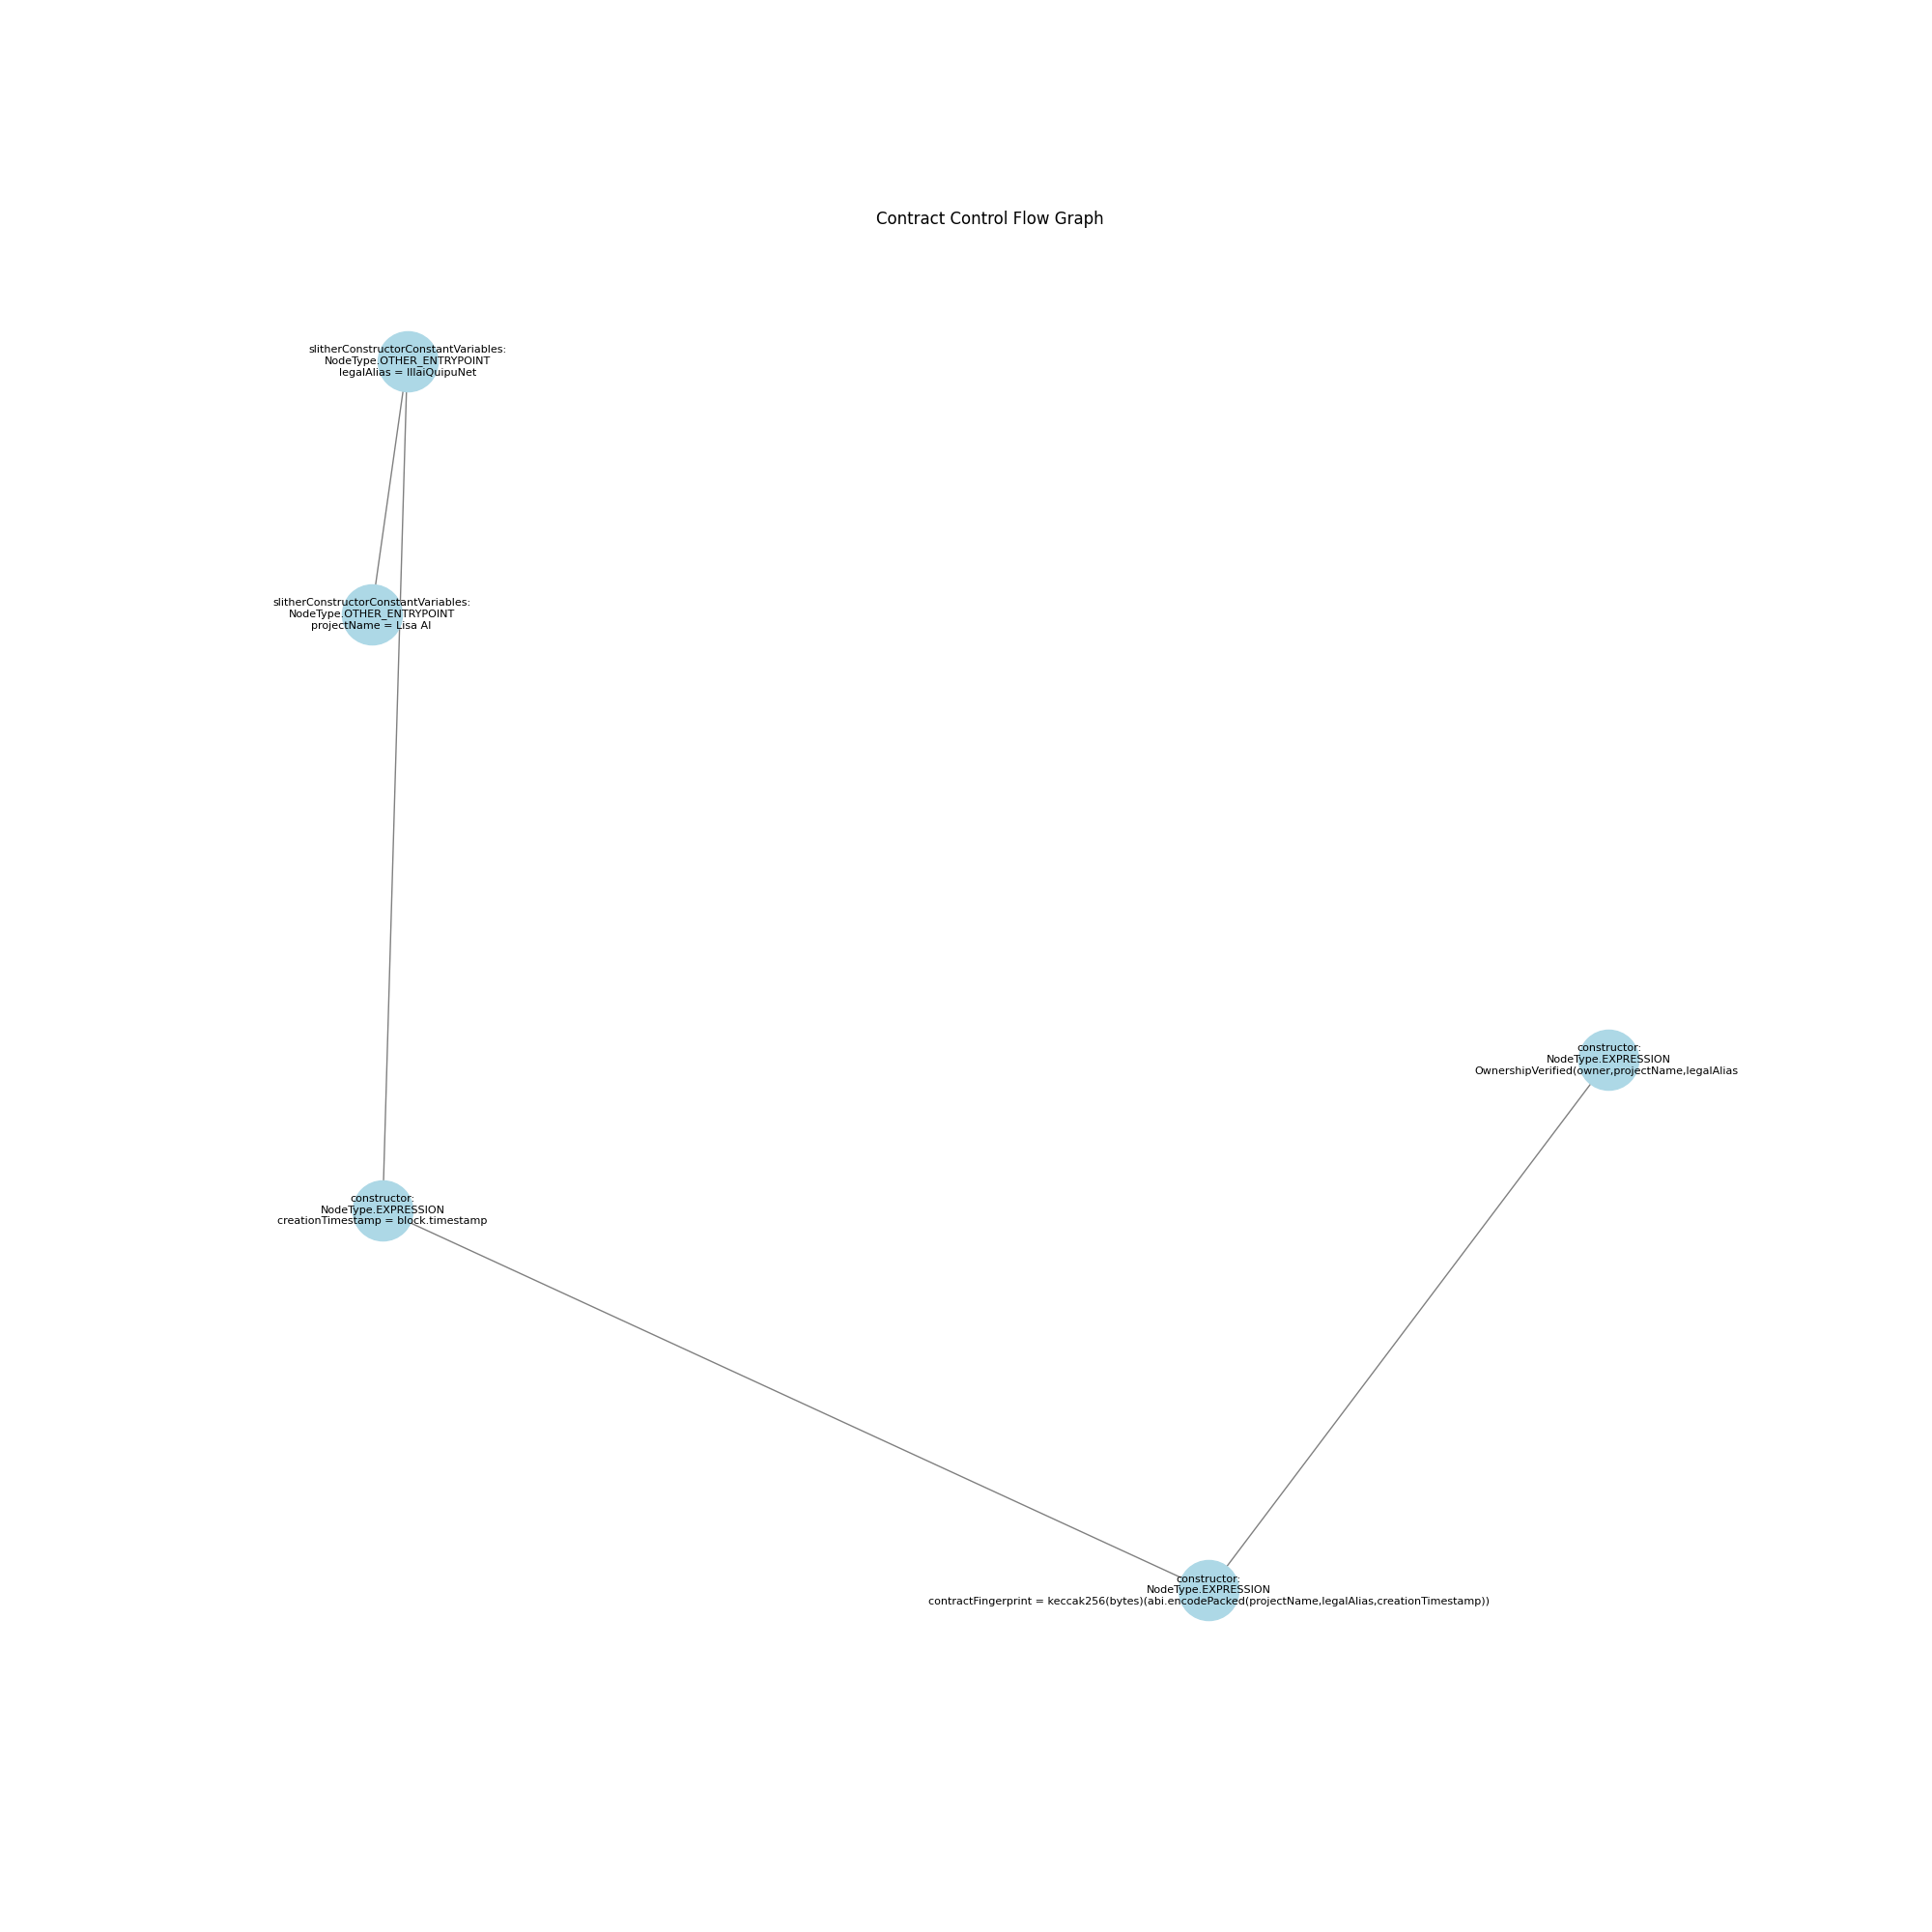 Contract Control Flow Graph
slitherConstructorConstantVariables:
NodeType.OTHER_ENTRYPOINT
legalAlias = IllaiQuipuNet
slitherConstructorConstantVariables:
NodeType.OTHER_ENTRYPOINT
projectName = Lisa AI
constructor:
NodeType.EXPRESSION
OwnershipVerified(owner,projectName,legalAlias
constructor:
NodeType.EXPRESSION
creationTimestamp = block.timestamp
constructor:
NodeType.EXPRESSION
contractFingerprint = keccak256(bytes)(abi.encodePacked(projectName,legalAlias,creationTimestamp))